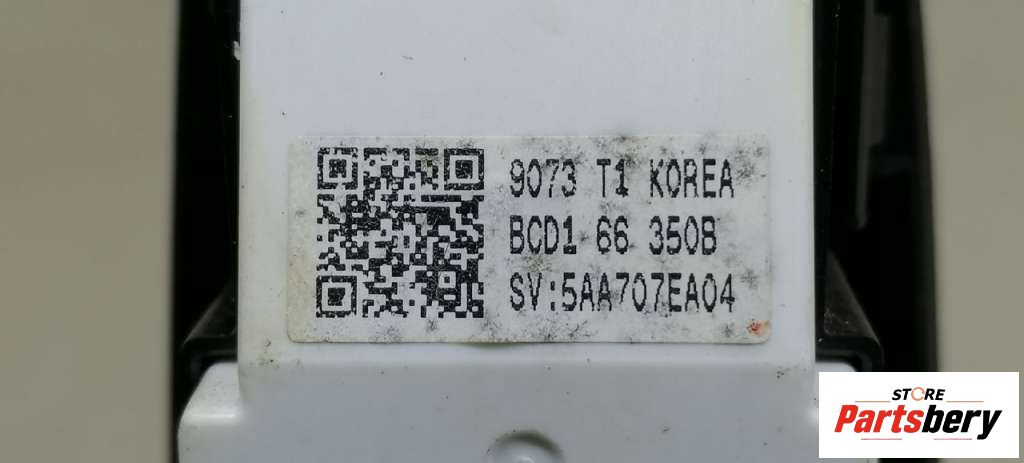 9073 T1 KOREA
BCD1 66 350B
SV:5AA707EA04
STORE
Partsbery